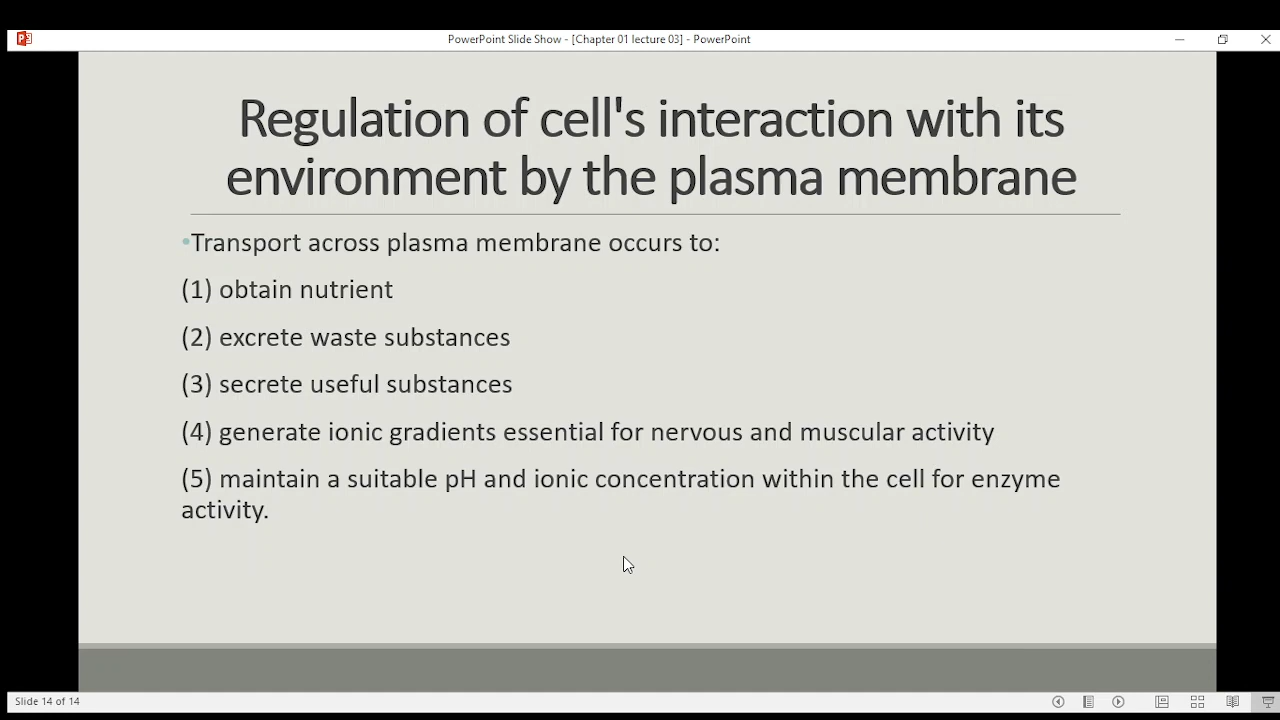 PowerPoint Slide Show - [Chapter 01 lecture 03] - PowerPoint
Regulation of cell's interaction with its
environment by the plasma membrane
•Transport across plasma membrane occurs to:
(1) obtain nutrient
(2) excrete waste substances
(3) secrete useful substances
(4) generate ionic gradients essential for nervous and muscular activity
(5) maintain a suitable pH and ionic concentration within the cell for enzyme
activity.
Slide 14 of 14